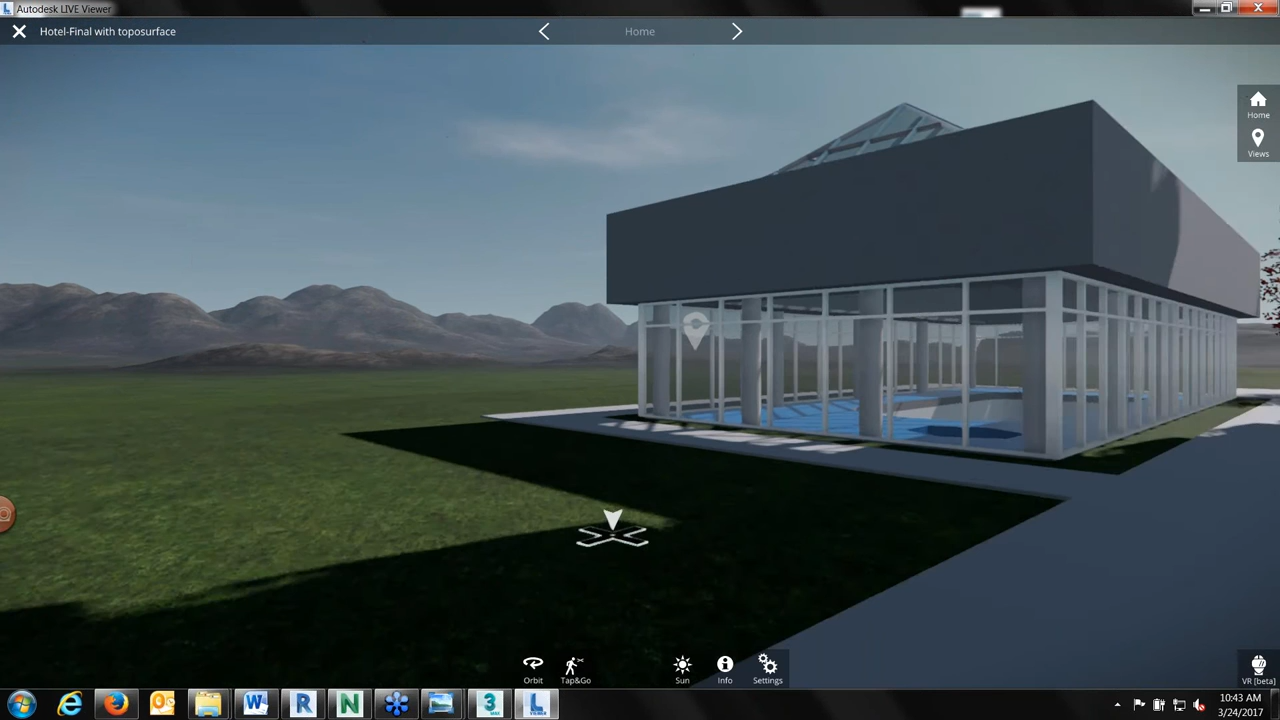 Autodesk LIVE Viewer
Hotel-Final with toposurface
Home
Home
Views
Orbit
Tap&Go
Sun
Info
Settings
VR [beta]
10:43 AM
3/24/2017